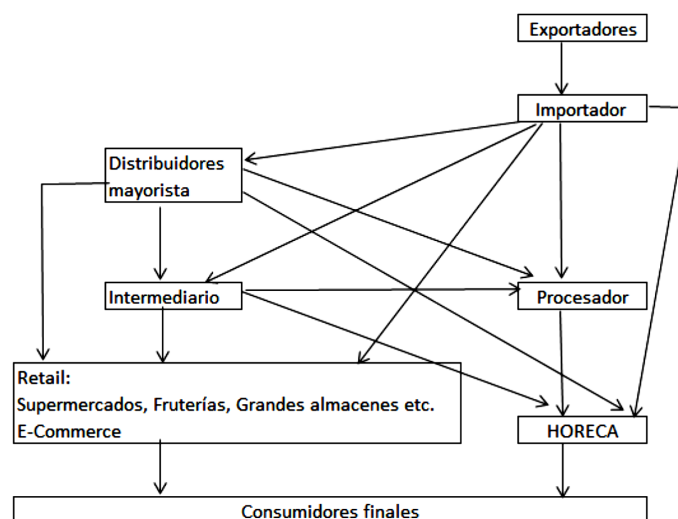 Exportadores
Importador
Distribuidores
mayorista
Intermediario
Procesador
Retail:
Supermercados, Fruterías, Grandes almacenes etc.
E-Commerce
HORECA
Consumidores finales